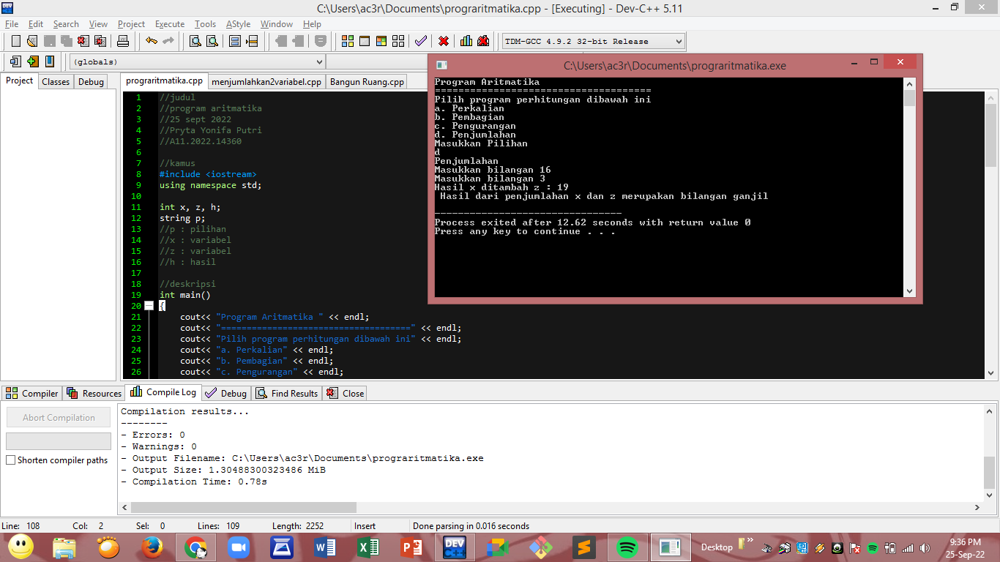 C:\Users\ac3r\Documents\prograritmatika.cpp - [Executing] - Dev-C++ 5.11
File Edit Search View Project Execute Tools AStyle Window Help
TDM-GCC 4.9.2 32-bit Release
(globals)
Project Classes Debug
prograritmatika.cpp menjumlahkan2variabel.cpp Bangun Ruang.cpp
1 //judul
2 //program aritmatika
3 //25 sept 2022
4 //Pryta Yonifa Putri
5 //A11.2022.14360
6
7 //kamus
8 #include <iostream>
9 using namespace std;
10
11 int x, z, h;
12 string p;
13 //p : pilihan
14 //x : variabel
15 //z : variabel
16 //h : hasil
17
18 //deskripsi
19 int main()
20 {
21 cout<< "Program Aritmatika " << endl;
22 cout<< "=====================================" << endl;
23 cout<< "Pilih program perhitungan dibawah ini" << endl;
24 cout<< "a. Perkalian" << endl;
25 cout<< "b. Pembagian" << endl;
26 cout<< "c. Pengurangan" << endl;
C:\Users\ac3r\Documents\prograritmatika.exe
Program Aritmatika
=====================================
Pilih program perhitungan dibawah ini
a. Perkalian
b. Pembagian
c. Pengurangan
d. Penjumlahan
Masukkan Pilihan
d
Penjumlahan
Masukkan bilangan 16
Masukkan bilangan 3
Hasil x ditambah z : 19
Hasil dari penjumlahan x dan z merupakan bilangan ganjil
--------------------------------
Process exited after 12.62 seconds with return value 0
Press any key to continue . . .
Compiler Resources Compile Log Debug Find Results Close
Abort Compilation
Shorten compiler paths
Compilation results...
--------
- Errors: 0
- Warnings: 0
- Output Filename: C:\Users\ac3r\Documents\prograritmatika.exe
- Output Size: 1.30488300323486 MiB
- Compilation Time: 0.78s
Line: 108 Col: 2 Sel: 0 Lines: 109 Length: 2252 Insert Done parsing in 0.016 seconds
Desktop
9:36 PM
25-Sep-22